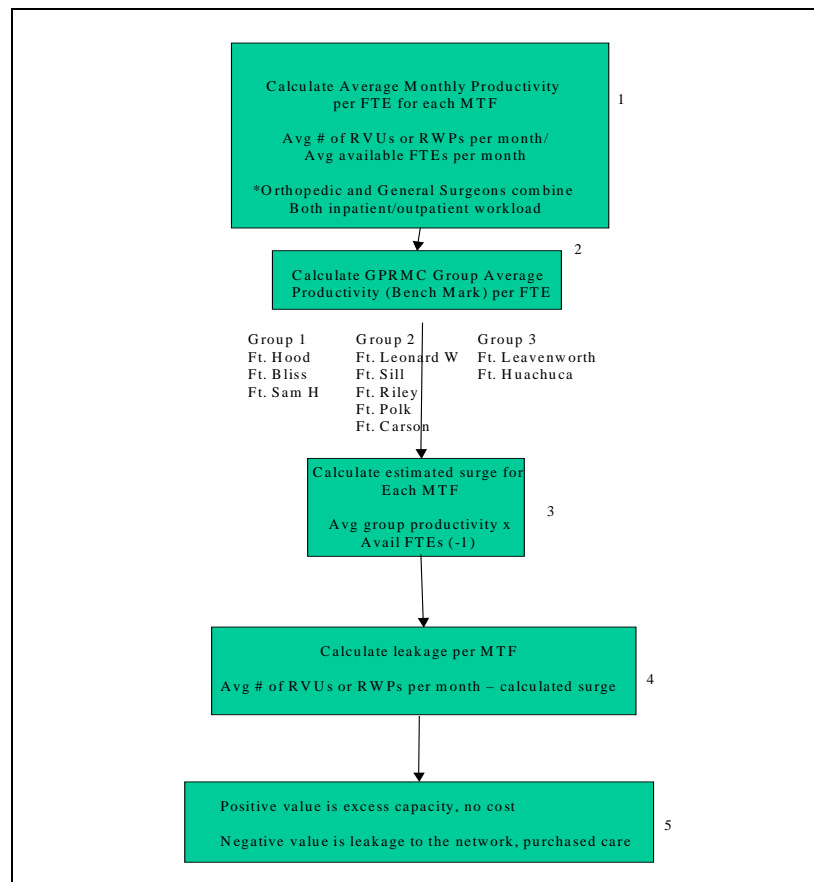 Calculate Average Monthly Productivity
per FTE for each MTF
Avg # of RVUs or RWPs per month/
Avg available FTEs per month
*Orthopedic and General Surgeons combine
Both inpatient/outpatient workload
1
2
Calculate GPRMC Group Average
Productivity (Bench Mark) per FTE
Group 1
Ft. Hood
Ft. Bliss
Ft. Sam H
Group 2
Ft. Leonard W
Ft. Sill
Ft. Riley
Ft. Polk
Ft. Carson
Group 3
Ft. Leavenworth
Ft. Huachuca
Calculate estimated surge for
Each MTF
Avg group productivity x
Avail FTEs (-1)
3
Calculate leakage per MTF
Avg # of RVUs or RWPs per month – calculated surge
4
Positive value is excess capacity, no cost
Negative value is leakage to the network, purchased care
5